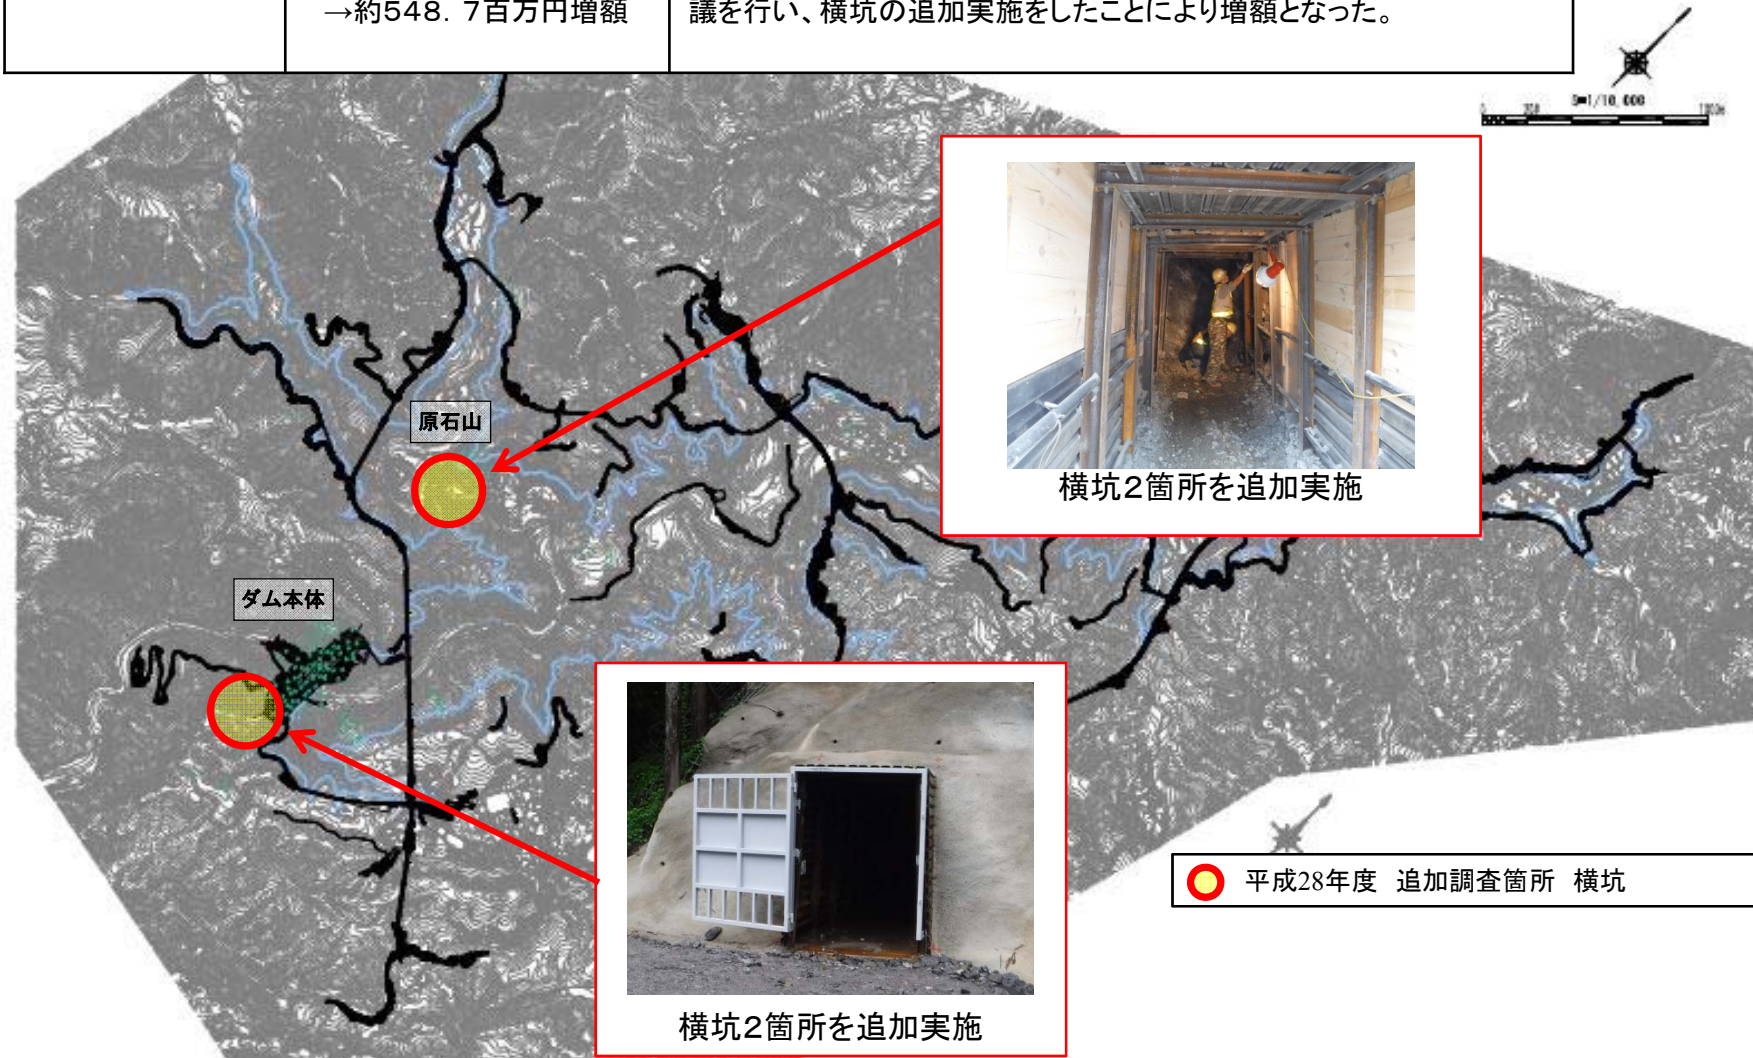 →約548.7百万円増額
議を行い、横坑の追加実施をしたことにより増額となった。
S=1/10,000
原石山
横坑2箇所を追加実施
ダム本体
横坑2箇所を追加実施
平成28年度 追加調査箇所 横坑